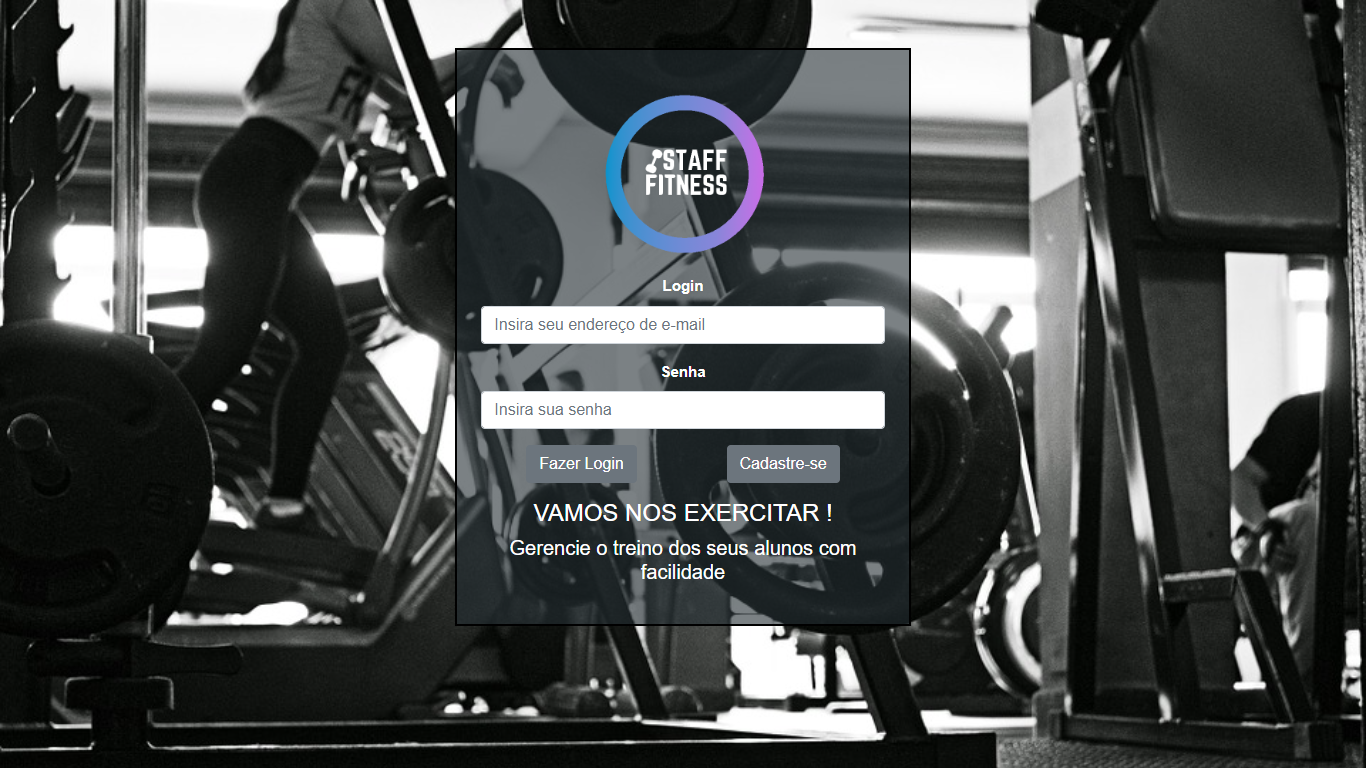 STAFF
FITNESS
Login
Insira seu endereço de e-mail
Senha
Insira sua senha
Fazer Login
Cadastre-se
VAMOS NOS EXERCITAR !
Gerencie o treino dos seus alunos com
facilidade